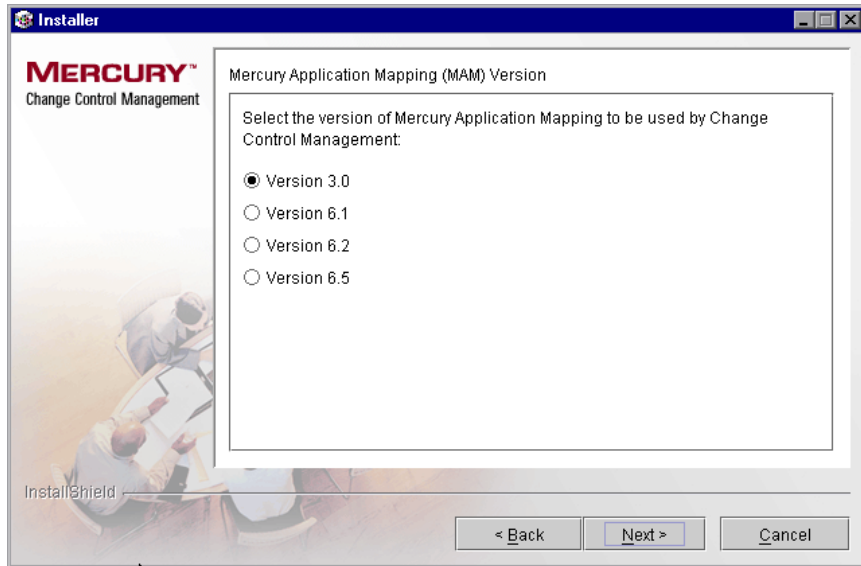 Installer
MERCURY™
Change Control Management
Mercury Application Mapping (MAM) Version
Select the version of Mercury Application Mapping to be used by Change
Control Management:
Version 3.0
Version 6.1
Version 6.2
Version 6.5
InstallShield
< Back
Next >
Cancel